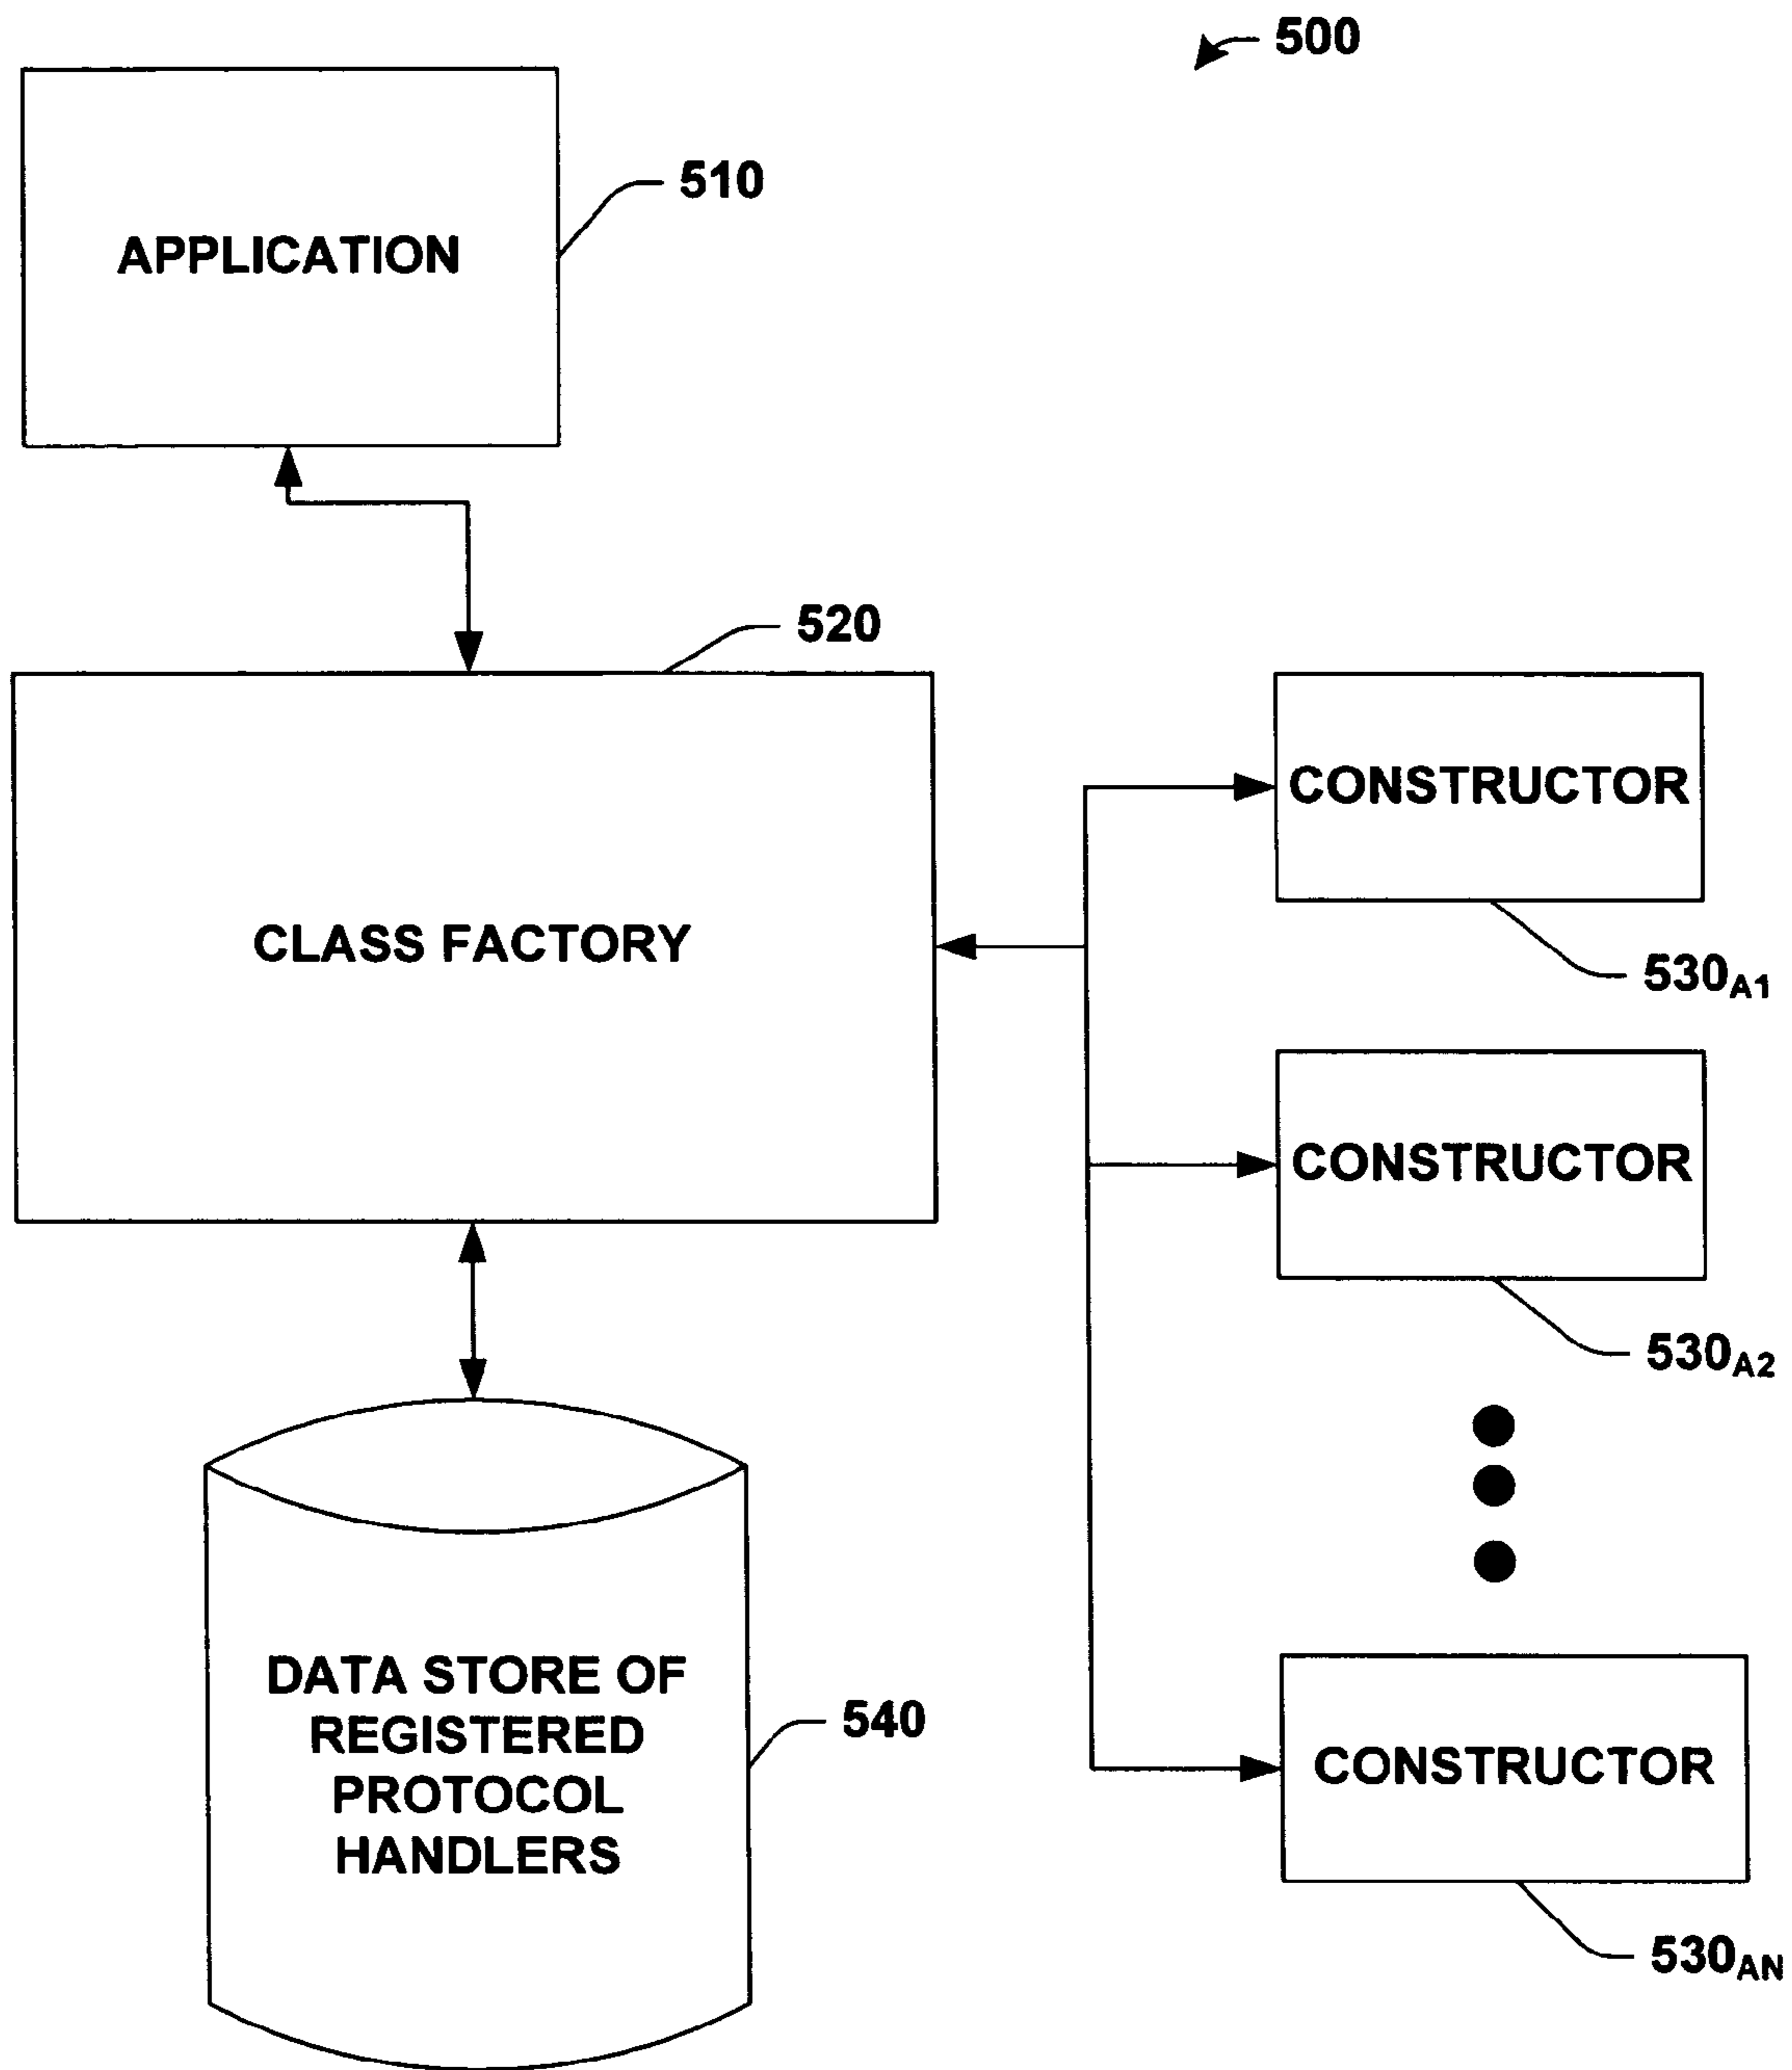 500
APPLICATION
510
520
CLASS FACTORY
CONSTRUCTOR
530A1
CONSTRUCTOR
530A2
DATA STORE OF
REGISTERED
PROTOCOL
HANDLERS
540
CONSTRUCTOR
530AN